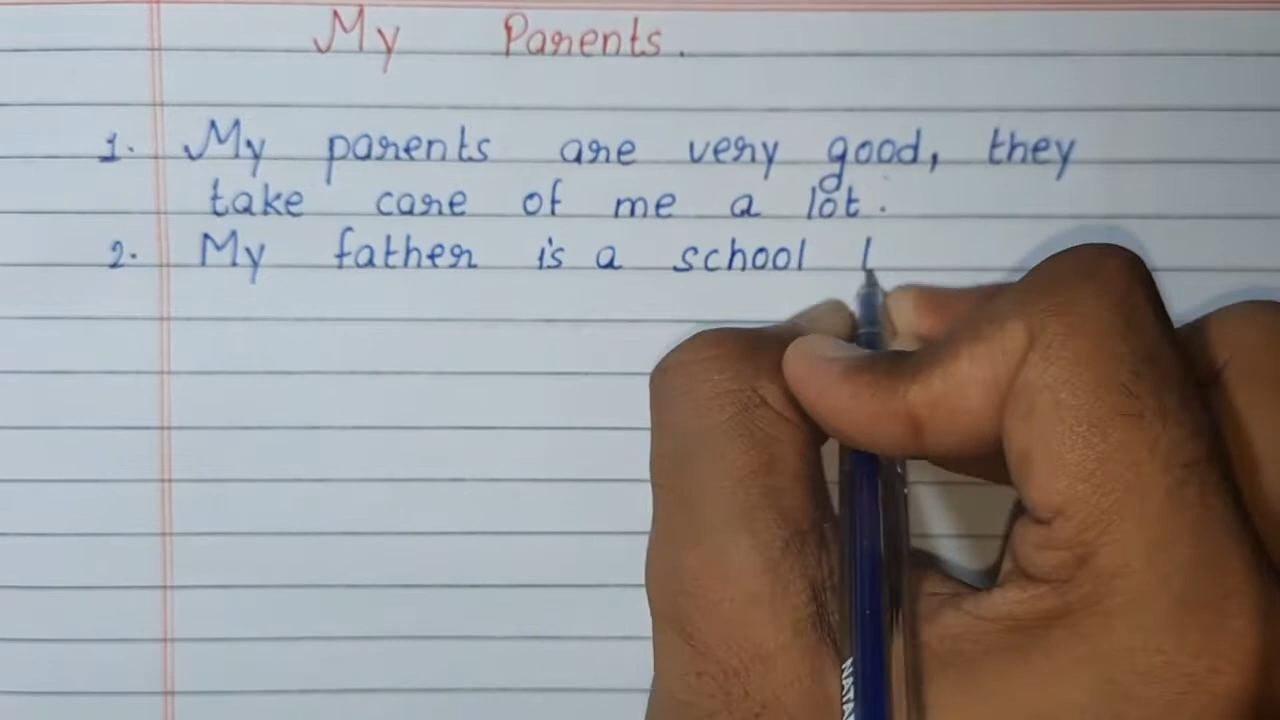 My Parents.
1. My parents are very good, they
take care of me a lot.
2. My father is a school
NATA